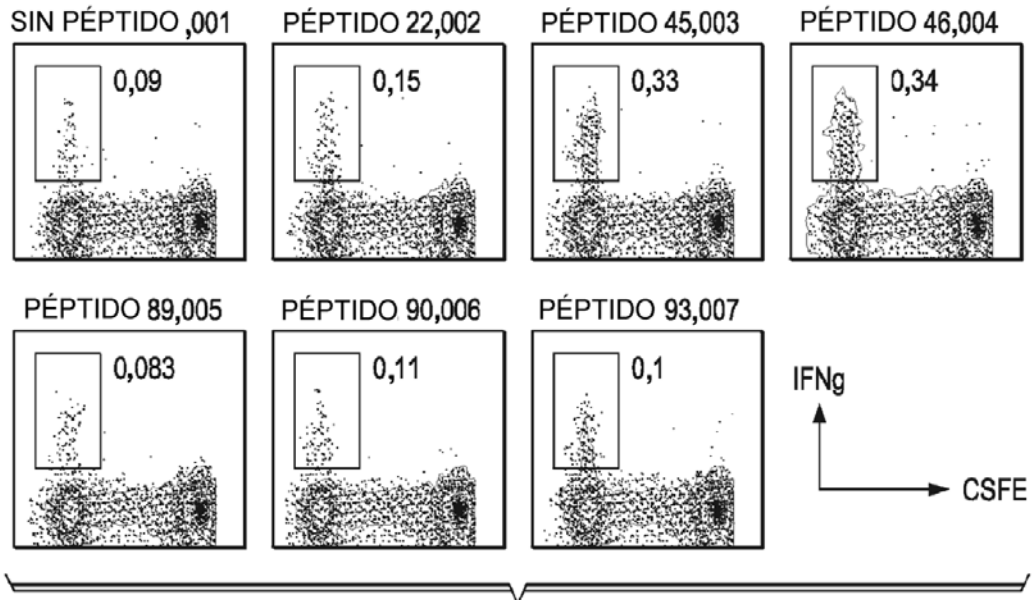 SIN PÉPTIDO ,001
PÉPTIDO 22,002
PÉPTIDO 45,003
PÉPTIDO 46,004
0,09
0,15
0,33
0,34
PÉPTIDO 89,005
PÉPTIDO 90,006
PÉPTIDO 93,007
0,083
0,11
0,1
IFNg
CSFE